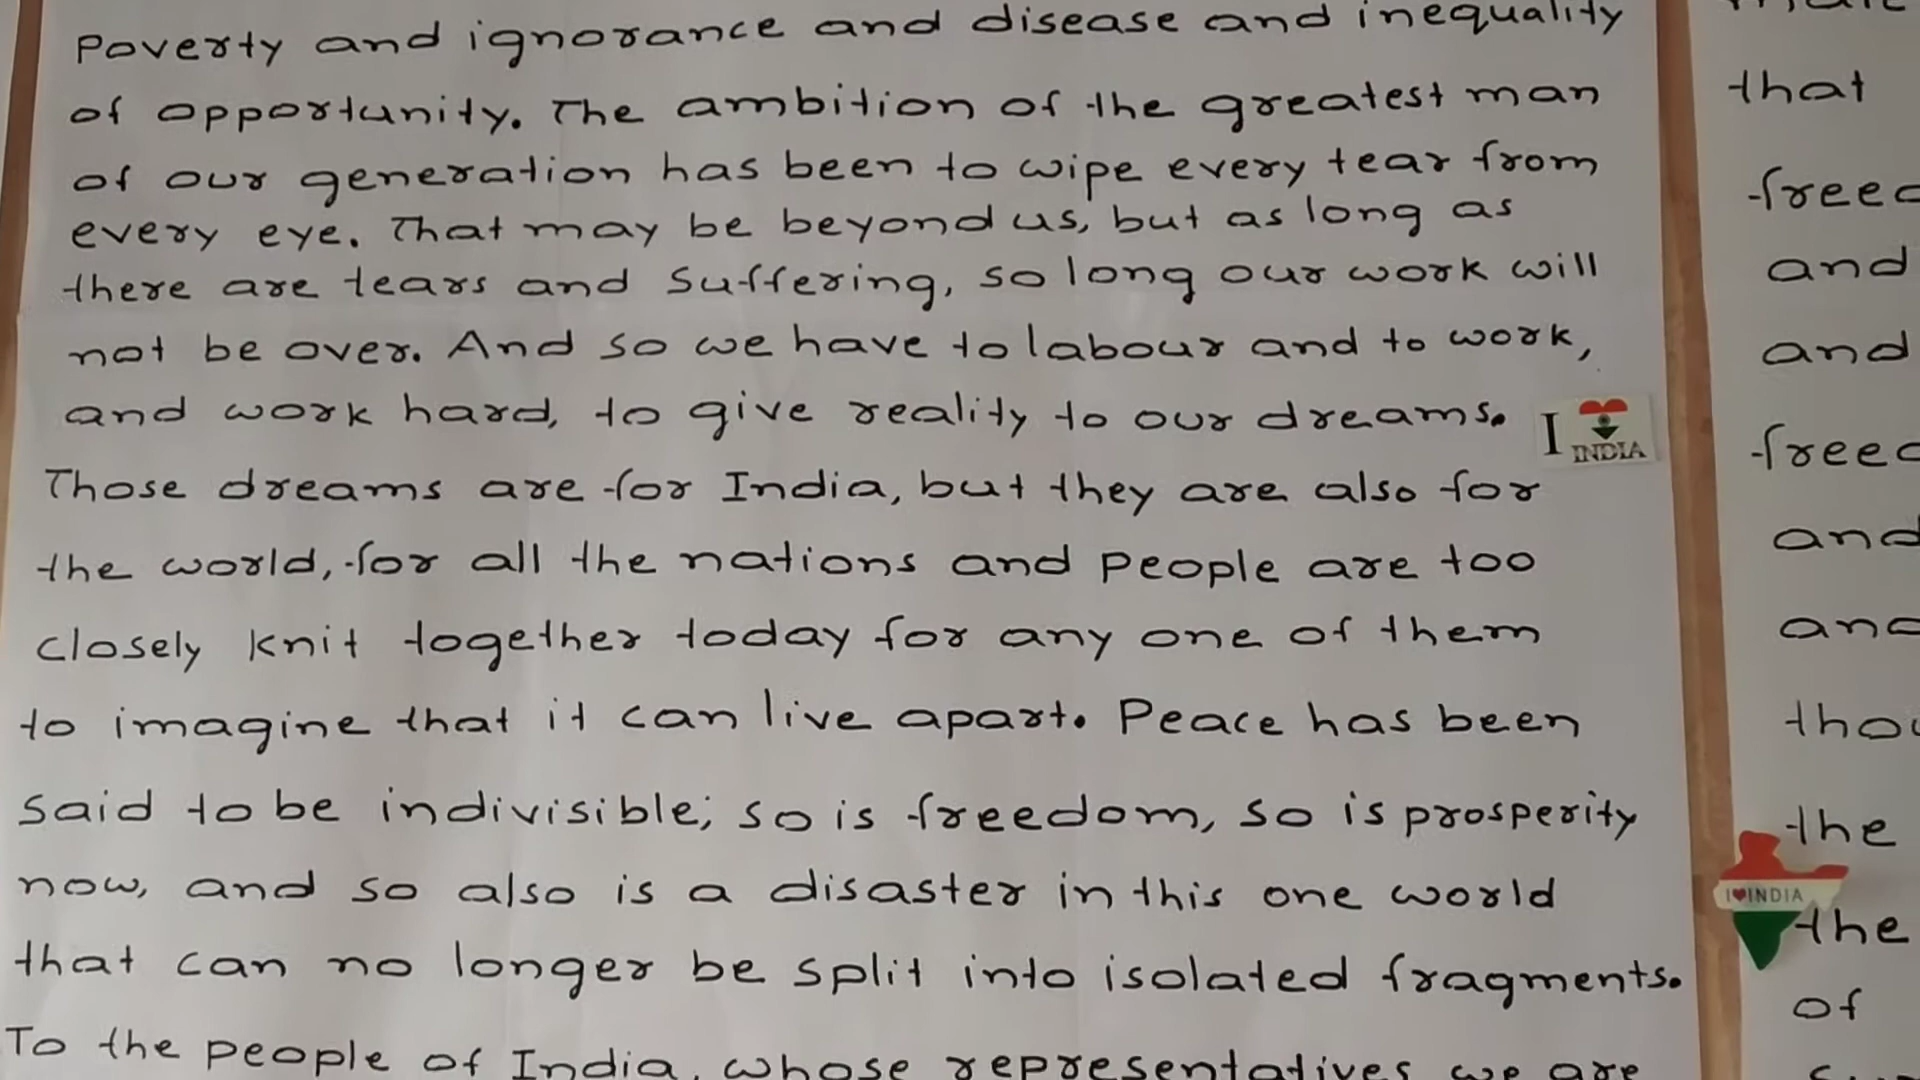 Poverty and ignorance and disease and inequality
of opportunity. The ambition of the greatest man
of our generation has been to wipe every tear from
every eye. That may be beyond us, but as long as
there are tears and suffering, so long our work will
not be over. And so we have to labour and to work,
and work hard, to give reality to our dreams.
I INDIA
Those dreams are for India, but they are also for
the world, for all the nations and people are too
closely knit together today for any one of them
to imagine that it can live apart. Peace has been
said to be indivisible; so is freedom, so is prosperity
now, and so also is a disaster in this one world
that can no longer be split into isolated fragments.
To the people of India, whose representatives we are
that
and
and
the
I♥INDIA
the
of